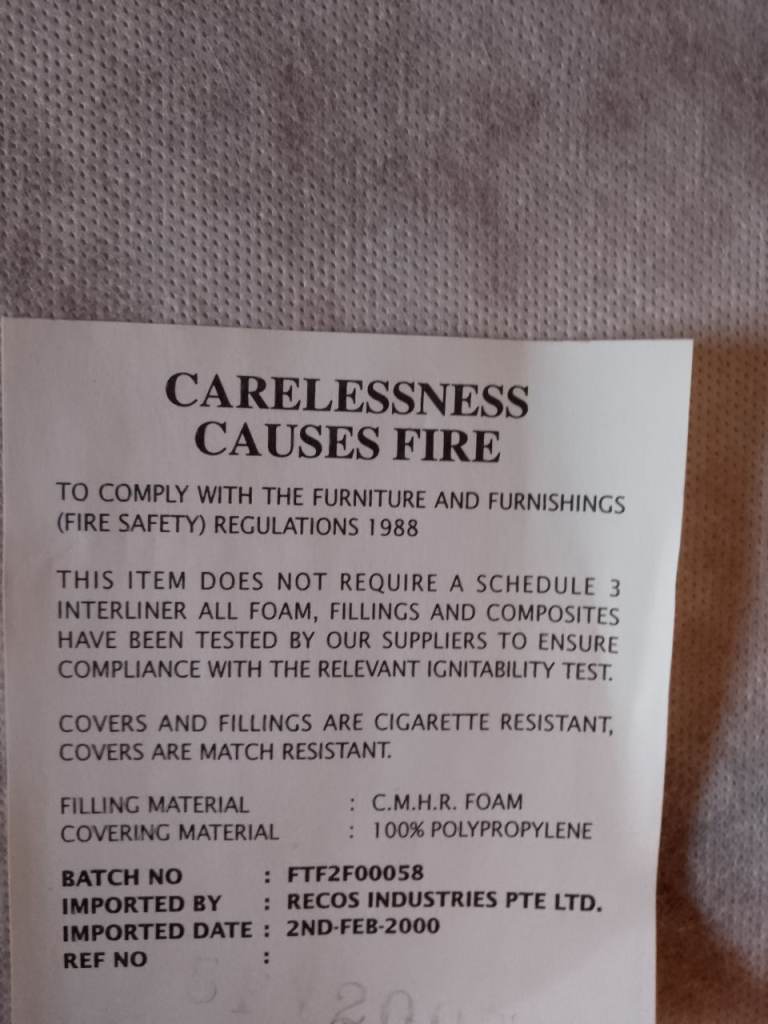 CARELESSNESS
CAUSES FIRE
TO COMPLY WITH THE FURNITURE AND FURNISHINGS
(FIRE SAFETY) REGULATIONS 1988
THIS ITEM DOES NOT REQUIRE A SCHEDULE 3
INTERLINER ALL FOAM, FILLINGS AND COMPOSITES
HAVE BEEN TESTED BY OUR SUPPLIERS TO ENSURE
COMPLIANCE WITH THE RELEVANT IGNITABILITY TEST.
COVERS AND FILLINGS ARE CIGARETTE RESISTANT,
COVERS ARE MATCH RESISTANT.
FILLING MATERIAL : C.M.H.R. FOAM
COVERING MATERIAL : 100% POLYPROPYLENE
BATCH NO : FTF2F00058
IMPORTED BY : RECOS INDUSTRIES PTE LTD.
IMPORTED DATE : 2ND-FEB-2000
REF NO :